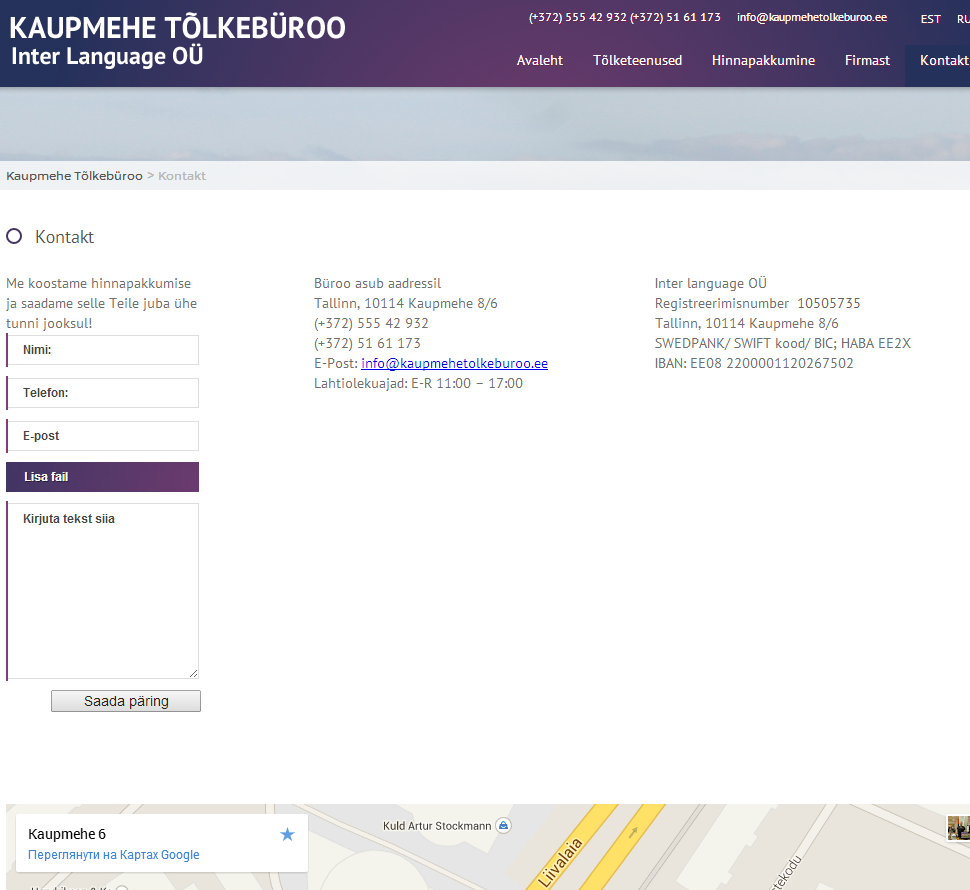 KAUPMEHE TÕLKEBÜROO
Inter Language OÜ
(+372) 555 42 932 (+372) 51 61 173 info@kaupmehetolkeburoo.ee EST
Avaleht Tõlketeenused Hinnapakkumine Firmast Kontakt
Kaupmehe Tõlkebüroo > Kontakt
Kontakt
Me koostame hinnapakkumise
ja saadame selle Teile juba ühe
tunni jooksul!
Nimi:
Telefon:
E-post
Lisa fail
Kirjuta tekst siia
Saada päring
Büroo asub aadressil
Tallinn, 10114 Kaupmehe 8/6
(+372) 555 42 932
(+372) 51 61 173
E-Post: info@kaupmehetolkeburoo.ee
Lahtiolekuajad: E-R 11:00 – 17:00
Inter language OÜ
Registreerimisnumber 10505735
Tallinn, 10114 Kaupmehe 8/6
SWEDPANK/ SWIFT kood/ BIC; HABA EE2X
IBAN: EE08 2200001120267502
Kaupmehe 6
Переглянути на Картах Google
Kuld Artur Stockmann
Liivalaia